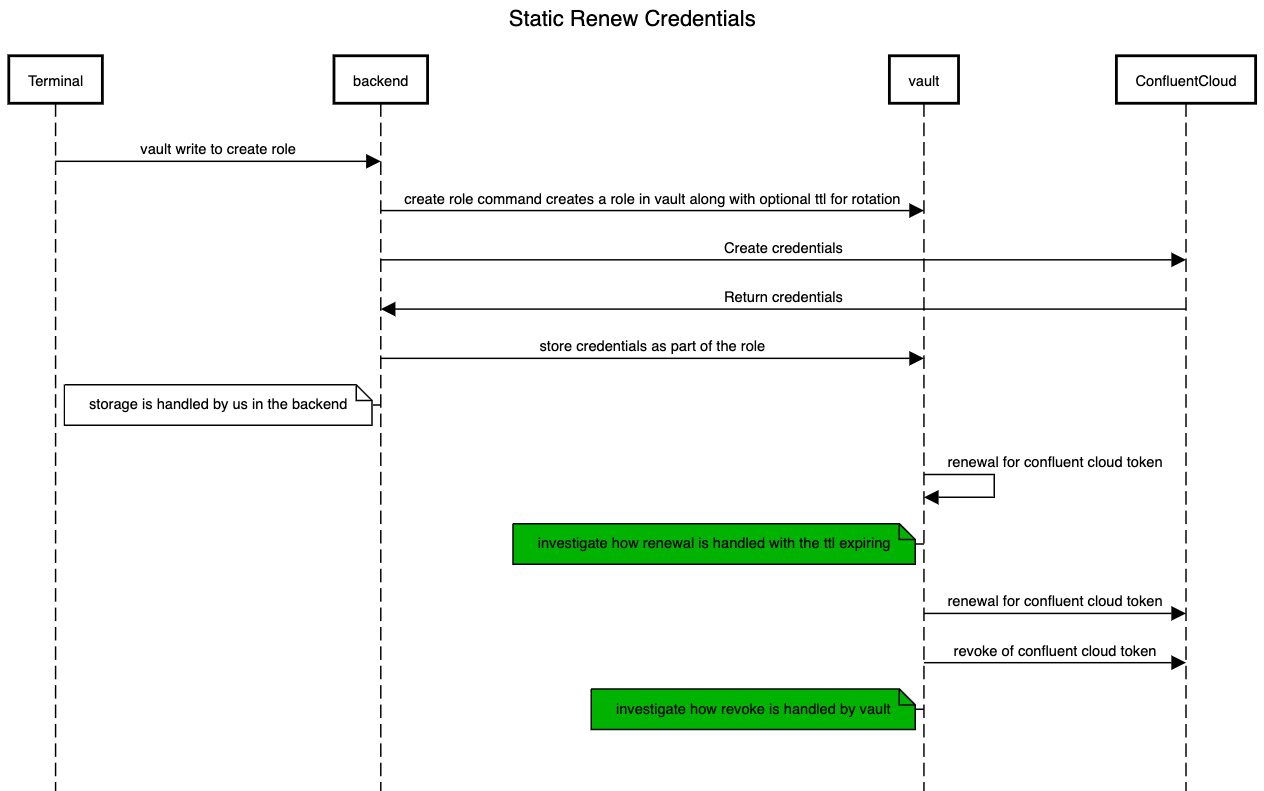 Static Renew Credentials
Terminal
backend
vault
ConfluentCloud
vault write to create role
create role command creates a role in vault along with optional ttl for rotation
Create credentials
Return credentials
store credentials as part of the role
storage is handled by us in the backend
renewal for confluent cloud token
investigate how renewal is handled with the ttl expiring
renewal for confluent cloud token
revoke of confluent cloud token
investigate how revoke is handled by vault